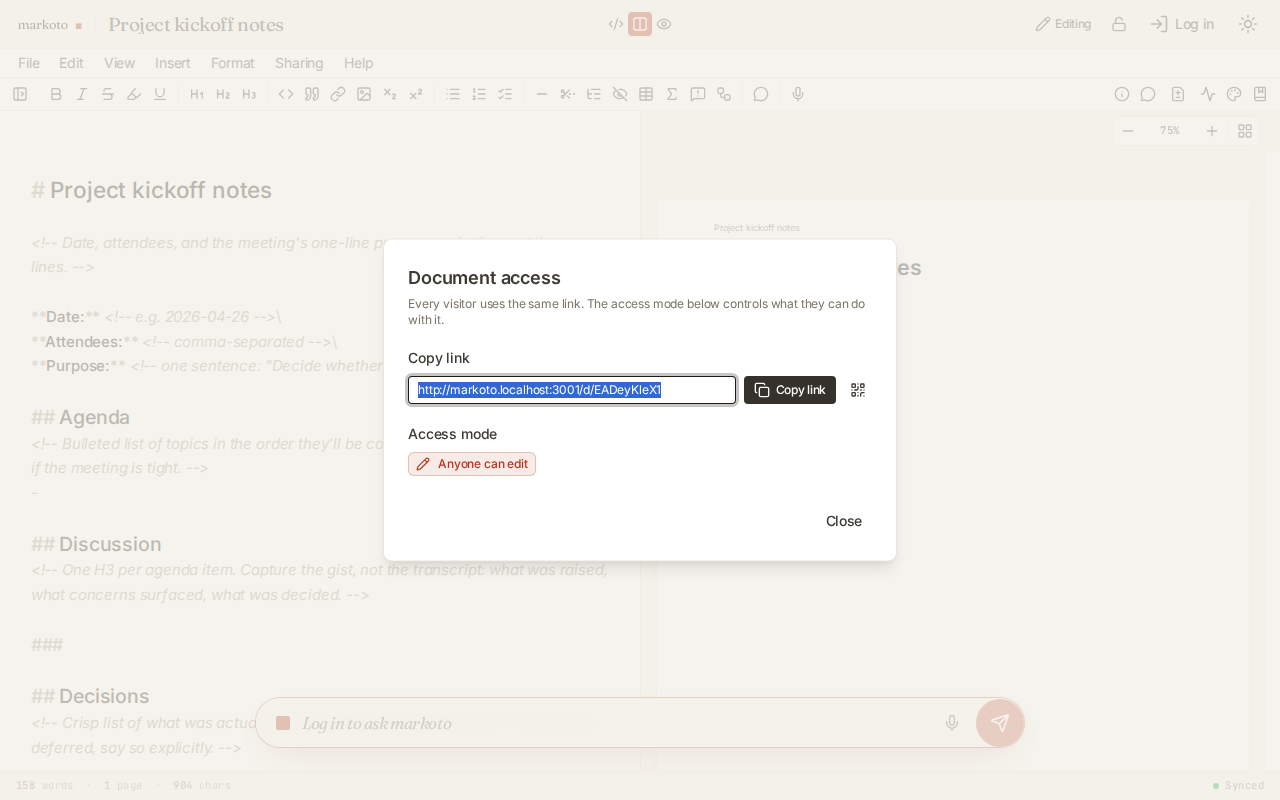 markoto
Project kickoff notes
Editing
Log in
File Edit View Insert Format Sharing Help
H1 H2 H3
75%
# Project kickoff notes
<!-- Date, attendees, and the meeting's one-line
lines. -->
**Date:** <!-- e.g. 2026-04-26 -->\
**Attendees:** <!-- comma-separated -->\
**Purpose:** <!-- one sentence: "Decide whether
## Agenda
<!-- Bulleted list of topics in the order they'll be
if the meeting is tight. -->
-
## Discussion
<!-- One H3 per agenda item. Capture the gist, not the transcript: what was raised,
what concerns surfaced, what was decided. -->
###
## Decisions
<!-- Crisp list of what was
deferred, say so explicitly. -->
Project kickoff notes
Document access
Every visitor uses the same link. The access mode below controls what they can do
with it.
Copy link
http://markoto.localhost:3001/d/EADeyKIeX1
Copy link
Access mode
Anyone can edit
Close
Log in to ask markoto
158 words · 1 page · 904 chars
Synced